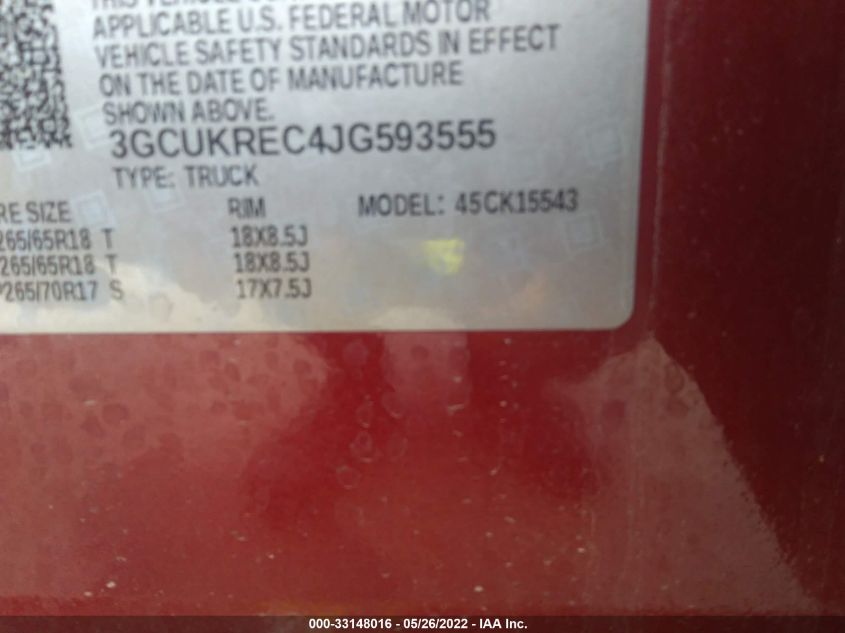 APPLICABLE U.S. FEDERAL MOTOR
VEHICLE SAFETY STANDARDS IN EFFECT
ON THE DATE OF MANUFACTURE
SHOWN ABOVE.
3GCUKREC4JG593555
TYPE: TRUCK
RE SIZE RIM MODEL: 45CK15543
265/65R18 T 18X8.5J
265/65R18 T 18X8.5J
P265/70R17 S 17X7.5J
000-33148016 - 05/26/2022 - IAA Inc.